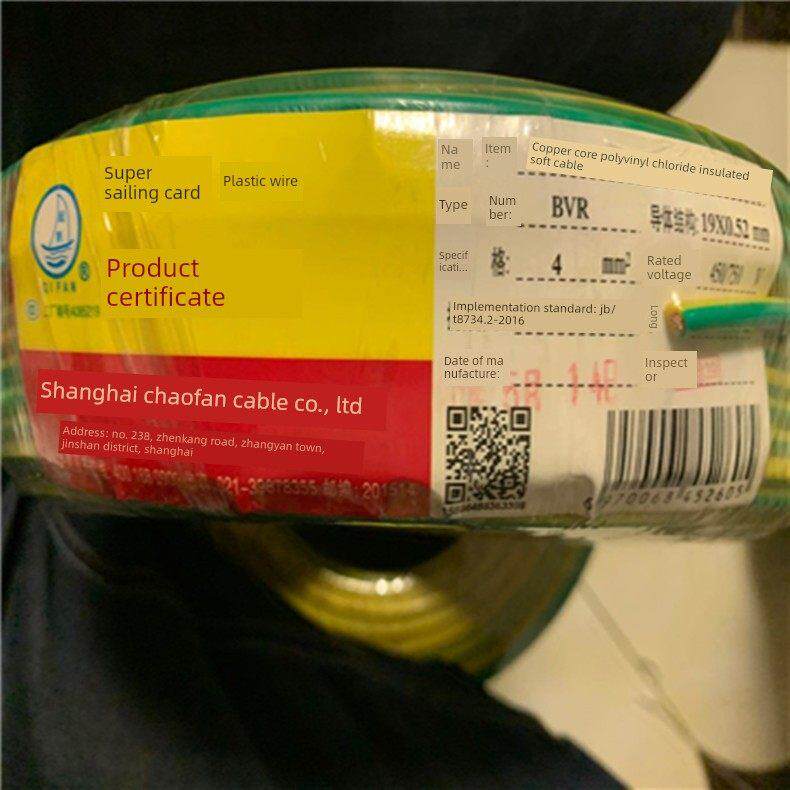 Super
sailing card
Plastic wire
QIFAN
®
Product
certificate
Shanghai chaofan cable co., ltd
Address: no. 238, zhenkang road, zhangyan town,
jinshan district, shanghai
021-39878355
Na
me
Item
:
Copper core polyvinyl chloride insulated
soft cable
Type
Num
ber:
BVR
导体结构: 19X0.52 mm
Specif
icati...
格:
4 mm²
Rated
voltage
450/750 V
Implementation standard: jb/
t8734.2-2016
Long,
Date of ma
nufacture:
Inspect
or